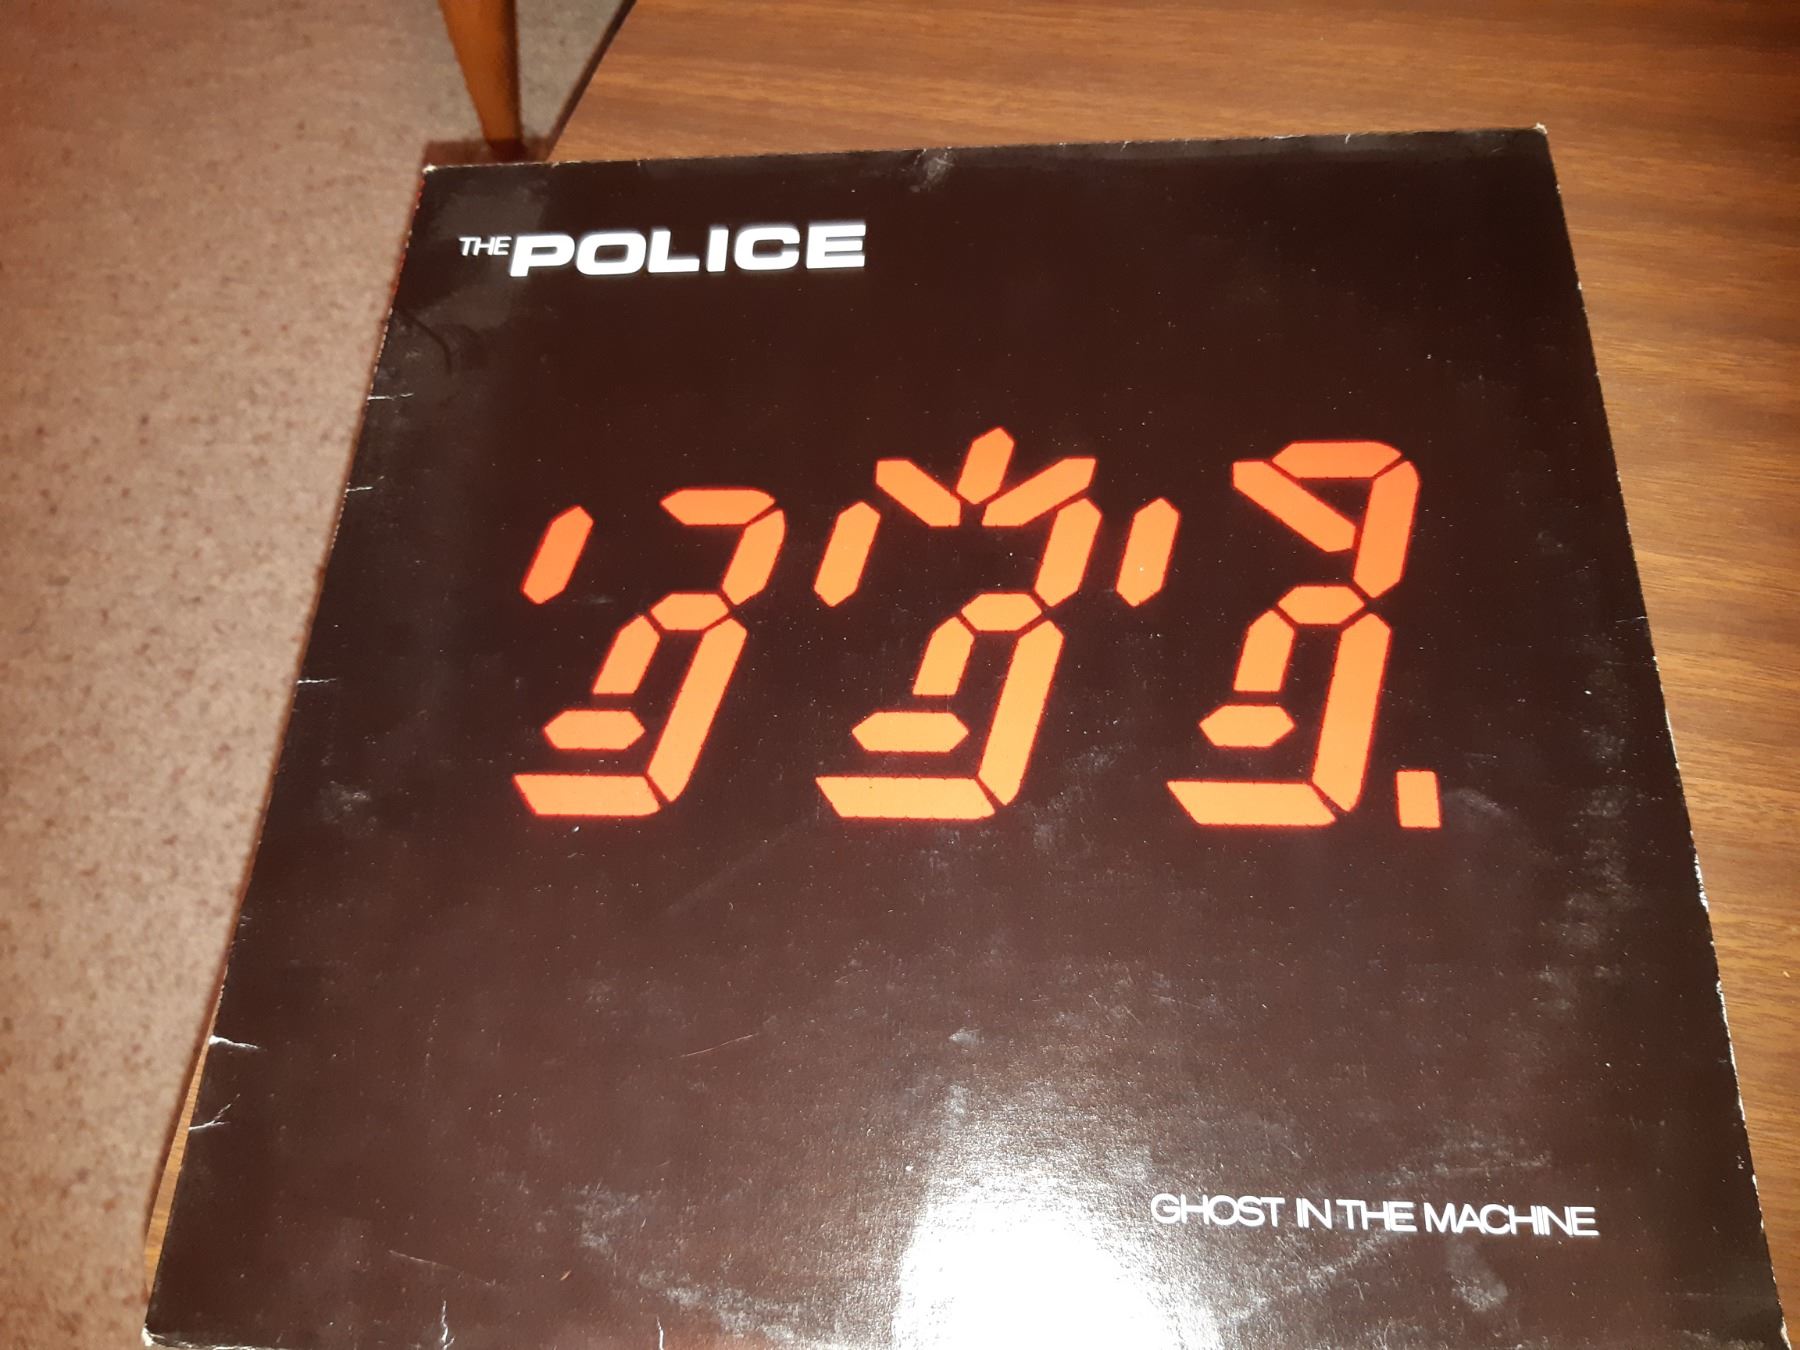 THE POLICE
GHOST IN THE MACHINE